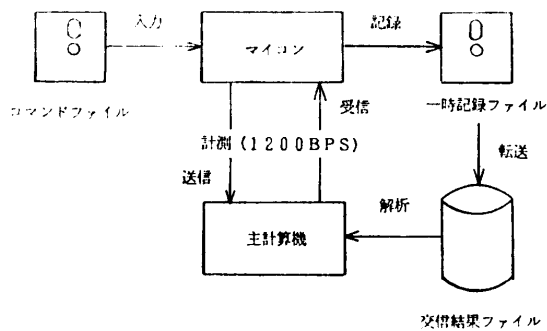 入力
マイコン
記録
コマンドファイル
受信
一時記録ファイル
計測(1200BPS)
転送
送信
解析
主計算機
交信結果ファイル